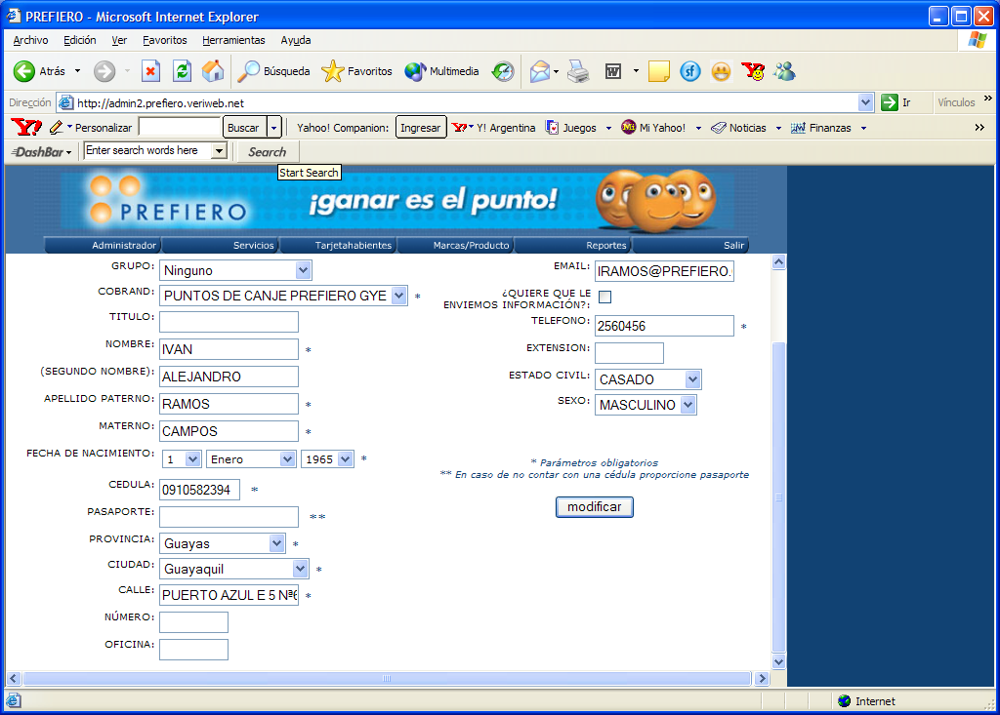 PREFIERO - Microsoft Internet Explorer
Archivo Edición Ver Favoritos Herramientas Ayuda
Atrás Búsqueda Favoritos Multimedia
Dirección http://admin2.prefiero.veriweb.net Ir Vínculos »
Y! Personalizar Buscar Yahoo! Companion: Ingresar Y! Argentina Juegos Mi Yahoo! Noticias Finanzas »
DashBar Enter search words here Search
Start Search
PREFIERO ¡ganar es el punto!
Administrador Servicios Tarjetahabientes Marcas/Producto Reportes Salir
GRUPO: Ninguno
COBRAND: PUNTOS DE CANJE PREFIERO GYE *
TITULO:
NOMBRE: IVAN *
(SEGUNDO NOMBRE): ALEJANDRO
APELLIDO PATERNO: RAMOS *
MATERNO: CAMPOS *
FECHA DE NACIMIENTO: 1 Enero 1965 *
CEDULA: 0910582394 *
PASAPORTE: **
PROVINCIA: Guayas *
CIUDAD: Guayaquil *
CALLE: PUERTO AZUL E 5 Nª6 *
NÚMERO:
OFICINA:
EMAIL: IRAMOS@PREFIERO.
¿QUIERE QUE LE
ENVIEMOS INFORMACIÓN?:
TELEFONO: 2560456 *
EXTENSION:
ESTADO CIVIL: CASADO
SEXO: MASCULINO
* Parámetros obligatorios
** En caso de no contar con una cédula proporcione pasaporte
modificar
Internet